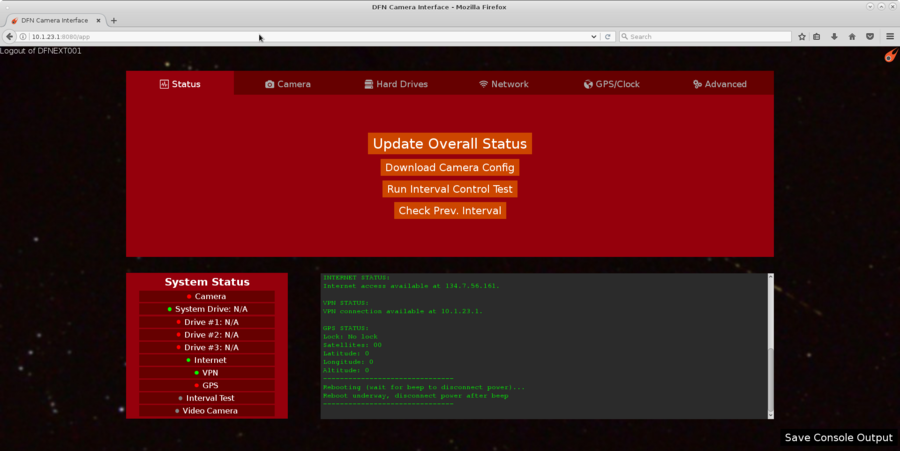 DFN Camera Interface - Mozilla Firefox
DFN Camera Interface
10.1.23.1:8080/app
Search
Logout of DFNEXT001
Status
Camera
Hard Drives
Network
GPS/Clock
Advanced
Update Overall Status
Download Camera Config
Run Interval Control Test
Check Prev. Interval
System Status
Camera
System Drive: N/A
Drive #1: N/A
Drive #2: N/A
Drive #3: N/A
Internet
VPN
GPS
Interval Test
Video Camera
INTERNET STATUS:
Internet access available at 134.7.56.191.
VPN STATUS:
VPN connection available at 10.1.23.1.
GPS STATUS:
Lock: No lock
Satellites: 00
Latitude: 0
Longitude: 0
Altitude: 0
-------------------------------
Rebooting (wait for beep to disconnect power)...
Reboot underway, disconnect power after beep
-------------------------------
Save Console Output